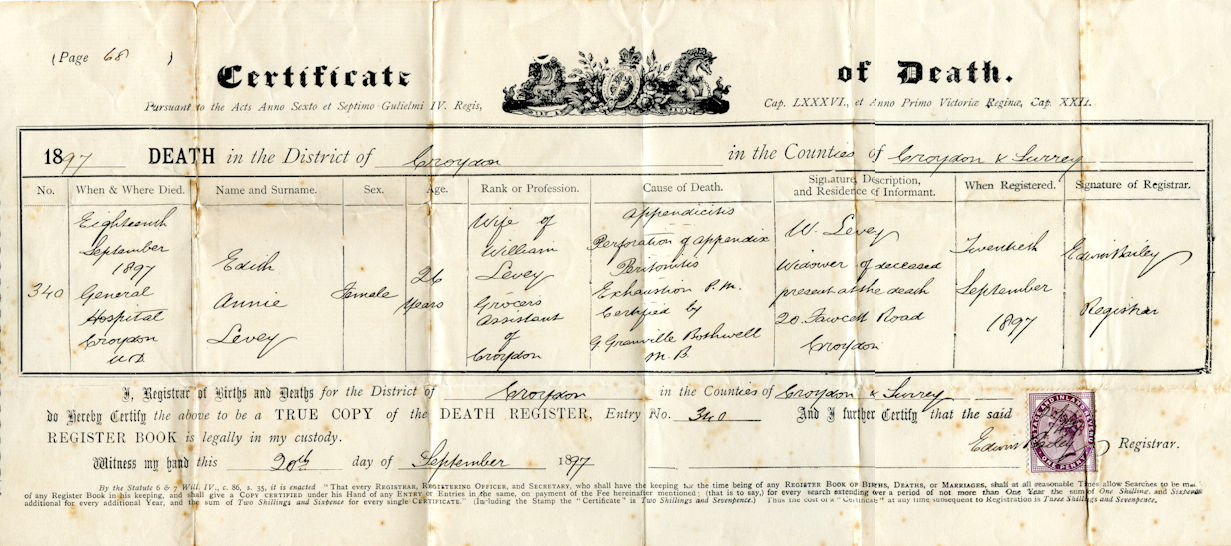 (Page 68)
Certificate of Death.
Pursuant to the Acts Anno Sexto et Septimo Gulielmi IV. Regis, Cap. LXXXVI., et Anno Primo Victoriæ Reginæ, Cap. XXII.
1897 DEATH in the District of Croydon in the Counties of Croydon & Surrey
No.
When & Where Died.
Name and Surname.
Sex.
Age.
Rank or Profession.
Cause of Death.
Signature, Description,
and Residence of Informant.
When Registered.
Signature of Registrar.
340
Eighteenth
September
1897
General
Hospital
Croydon
U.D.
Edith
Annie
Levey
Female
26
Years
Wife of
William
Levey
Grocers
Assistant
of
Croydon
Appendicitis
Perforation of appendix
Peritonitis
Exhaustion P.M.
Certified by
G Granville Bothwell
M.B.
W. Levey
Widower of deceased
present at the death
20. Fawcett Road
Croydon
Twentieth
September
1897
Edwin Bailey
Registrar
I, Registrar of Births and Deaths for the District of Croydon in the Counties of Croydon & Surrey
do Hereby Certify the above to be a TRUE COPY of the DEATH REGISTER, Entry No. 340 And I further Certify that the said
REGISTER BOOK is legally in my custody.
Edwin Bailey Registrar.
Witness my hand this 20th day of September 1897
POSTAGE AND INLAND REVENUE
ONE PENNY
By the Statute 6 & 7 Will. IV., c. 86, s. 35, it is enacted "That every REGISTRAR, REGISTERING OFFICER, and SECRETARY, who shall have the keeping for the time being of any REGISTER BOOK OF BIRTHS, DEATHS, or MARRIAGES, shall at all reasonable Times allow Searches to be made
of any Register Book in his keeping, and shall give a COPY CERTIFIED under his Hand of any ENTRY or Entries in the same, on payment of the Fee hereinafter mentioned; (that is to say), for every search extending over a period of not more than One Year the sum of One Shilling, and Sixpence
additional for every additional Year, and the sum of Two Shillings and Sixpence for every single CERTIFICATE." (Including the Stamp the "Certificate" is Two Shillings and Sevenpence.) Thus the cost of a "Certificate" at any time subsequent to Registration is Three Shillings and Sevenpence.